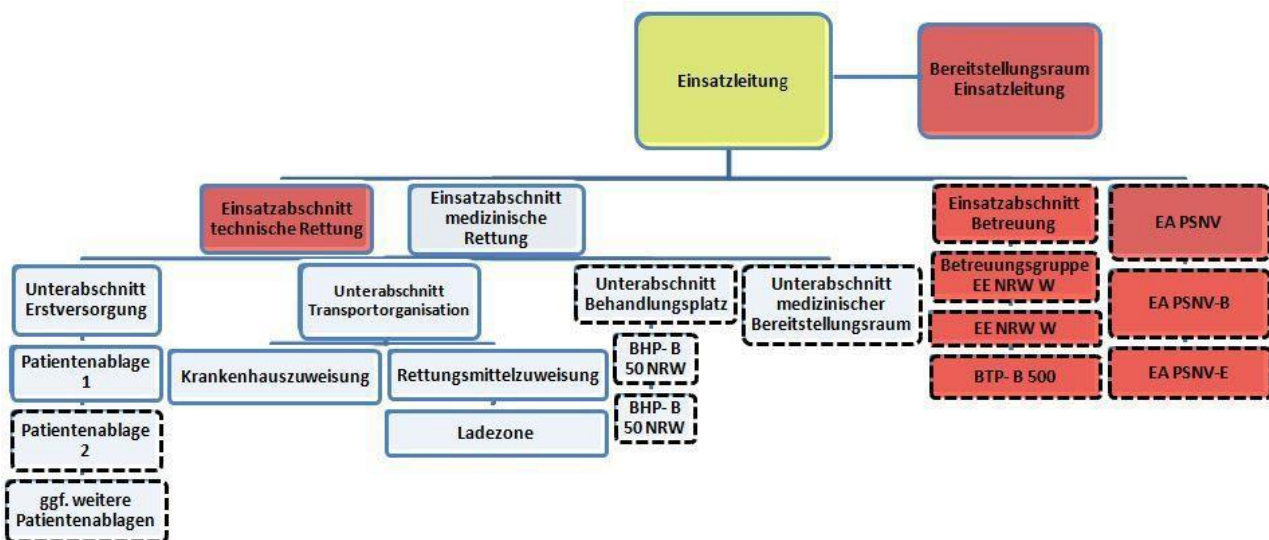 Einsatzleitung
Bereitstellungsraum
Einsatzleitung
Einsatzabschnitt
technische Rettung
Einsatzabschnitt
medizinische
Rettung
Einsatzabschnitt
Betreuung
EA PSNV
Unterabschnitt
Erstversorgung
Unterabschnitt
Transportorganisation
Unterabschnitt
Behandlungsplatz
Unterabschnitt
medizinischer
Bereitstellungsraum
Betreuungsgruppe
EE NRW W
EA PSNV-B
EE NRW W
Patientenablage
1
Krankenhauszuweisung
Rettungsmittelzuweisung
BHP- B
50 NRW
BTP- B 500
EA PSNV-E
Patientenablage
2
Ladezone
BHP- B
50 NRW
ggf. weitere
Patientenablagen